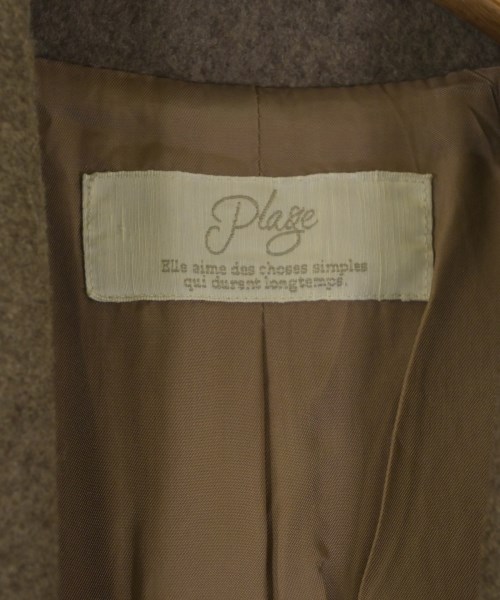 Plage
Elle aime des choses simples
qui durent longtemps.